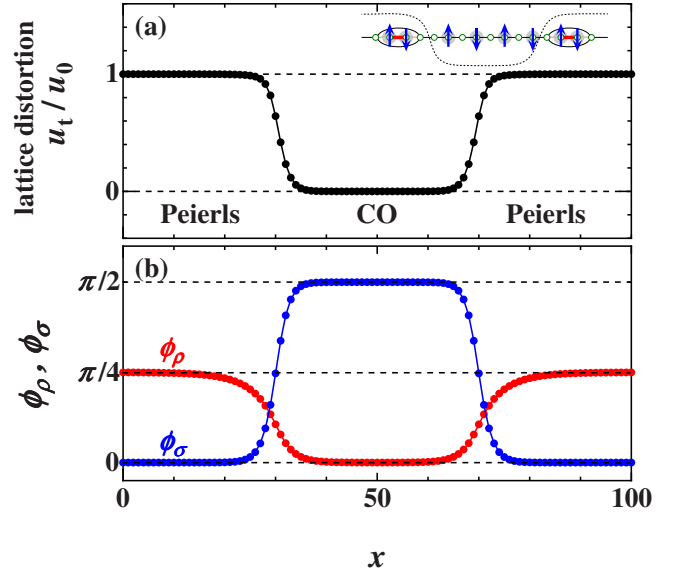 (a)
lattice distortion
u_t / u_0
1
0
Peierls
CO
Peierls
(b)
ϕ_ρ , ϕ_σ
π/2
π/4
0
ϕ_ρ
ϕ_σ
0
50
100
x